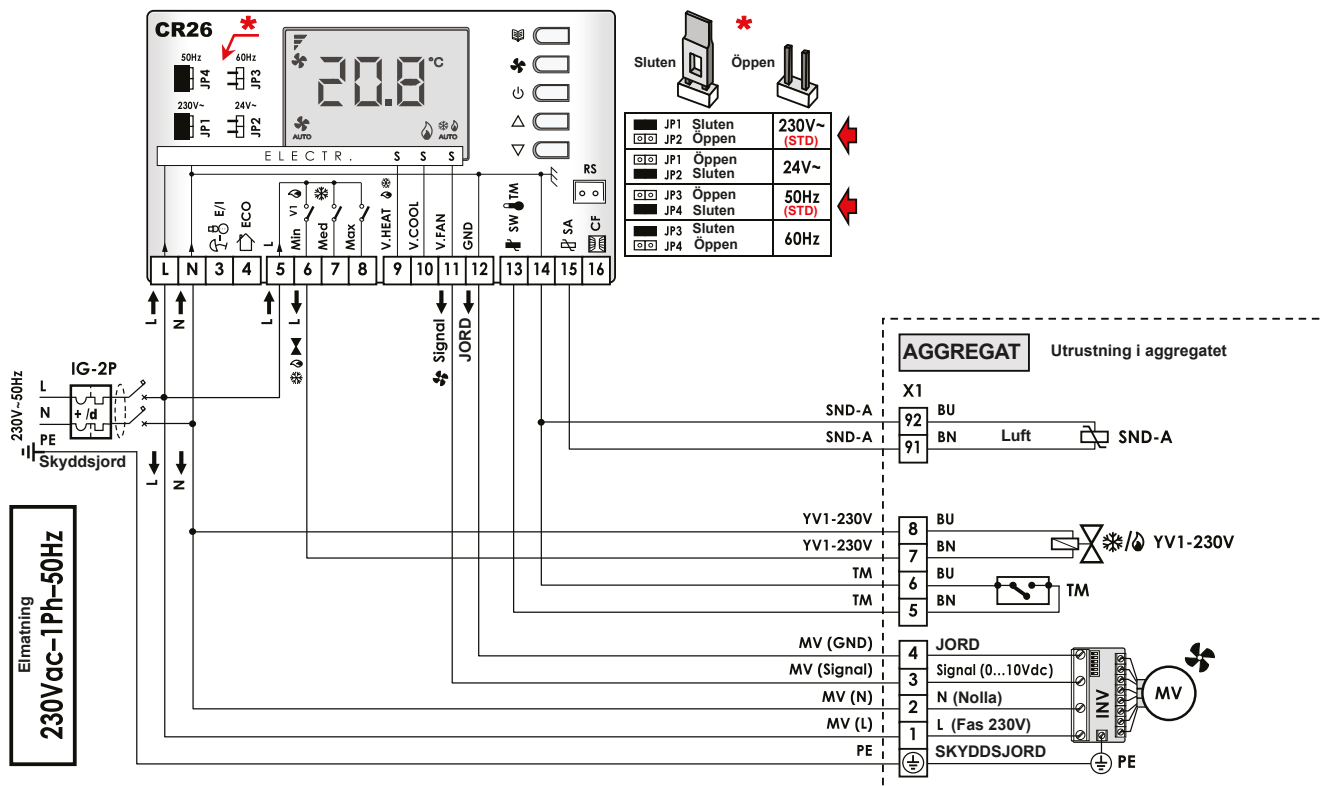 CR26
*
50Hz
60Hz
JP4
JP3
230V~
24V~
JP1
JP2
20.8 °C
AUTO
AUTO
ELECTR.
S S S
RS
E/I
ECO
L
Min V1
Med
Max
V.HEAT
V.COOL
V.FAN
GND
SW TM
SA
CF
L N 3 4 5 6 7 8 9 10 11 12 13 14 15 16
*
Sluten
Öppen
JP1 Sluten
JP2 Öppen
230V~
(STD)
JP1 Öppen
JP2 Sluten
24V~
JP3 Öppen
JP4 Sluten
50Hz
(STD)
JP3 Sluten
JP4 Öppen
60Hz
L
N
L
L
Signal
JORD
IG-2P
230V~50Hz
L
N
+ /d
PE
Skyddsjord
L
N
Elmatning
230Vac–1Ph–50Hz
AGGREGAT
Utrustning i aggregatet
X1
SND-A 92 BU
SND-A 91 BN
Luft
SND-A
YV1-230V 8 BU
YV1-230V 7 BN
YV1-230V
/
TM 6 BU
TM 5 BN
TM
MV (GND) 4 JORD
MV (Signal) 3 Signal (0...10Vdc)
MV (N) 2 N (Nolla)
MV (L) 1 L (Fas 230V)
PE SKYDDSJORD
INV
MV
PE